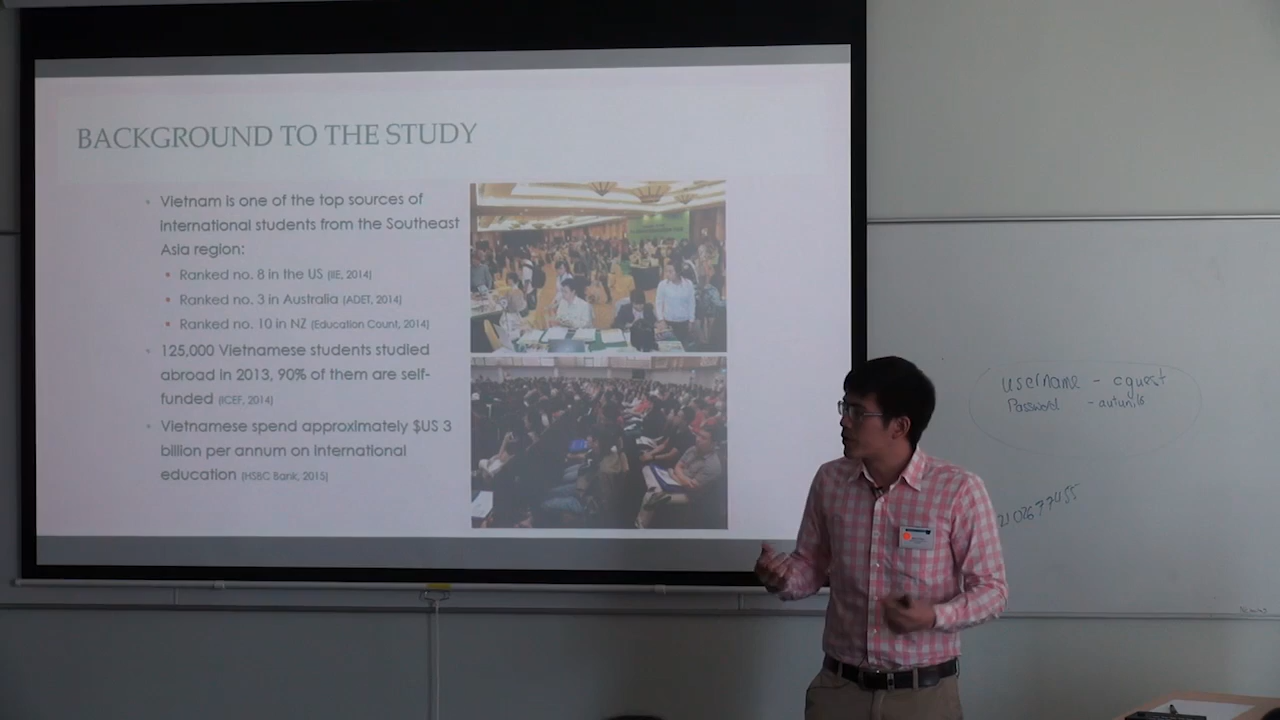 BACKGROUND TO THE STUDY
Vietnam is one of the top sources of
international students from the Southeast
Asia region:
Ranked no. 8 in the US (IIE, 2014)
Ranked no. 3 in Australia (ADET, 2014)
Ranked no. 10 in NZ (Education Count, 2014)
125,000 Vietnamese students studied
abroad in 2013, 90% of them are self-
funded (ICEF, 2014)
Vietnamese spend approximately $US 3
billion per annum on international
education (HSBC Bank, 2015)
username - cguest
Password -